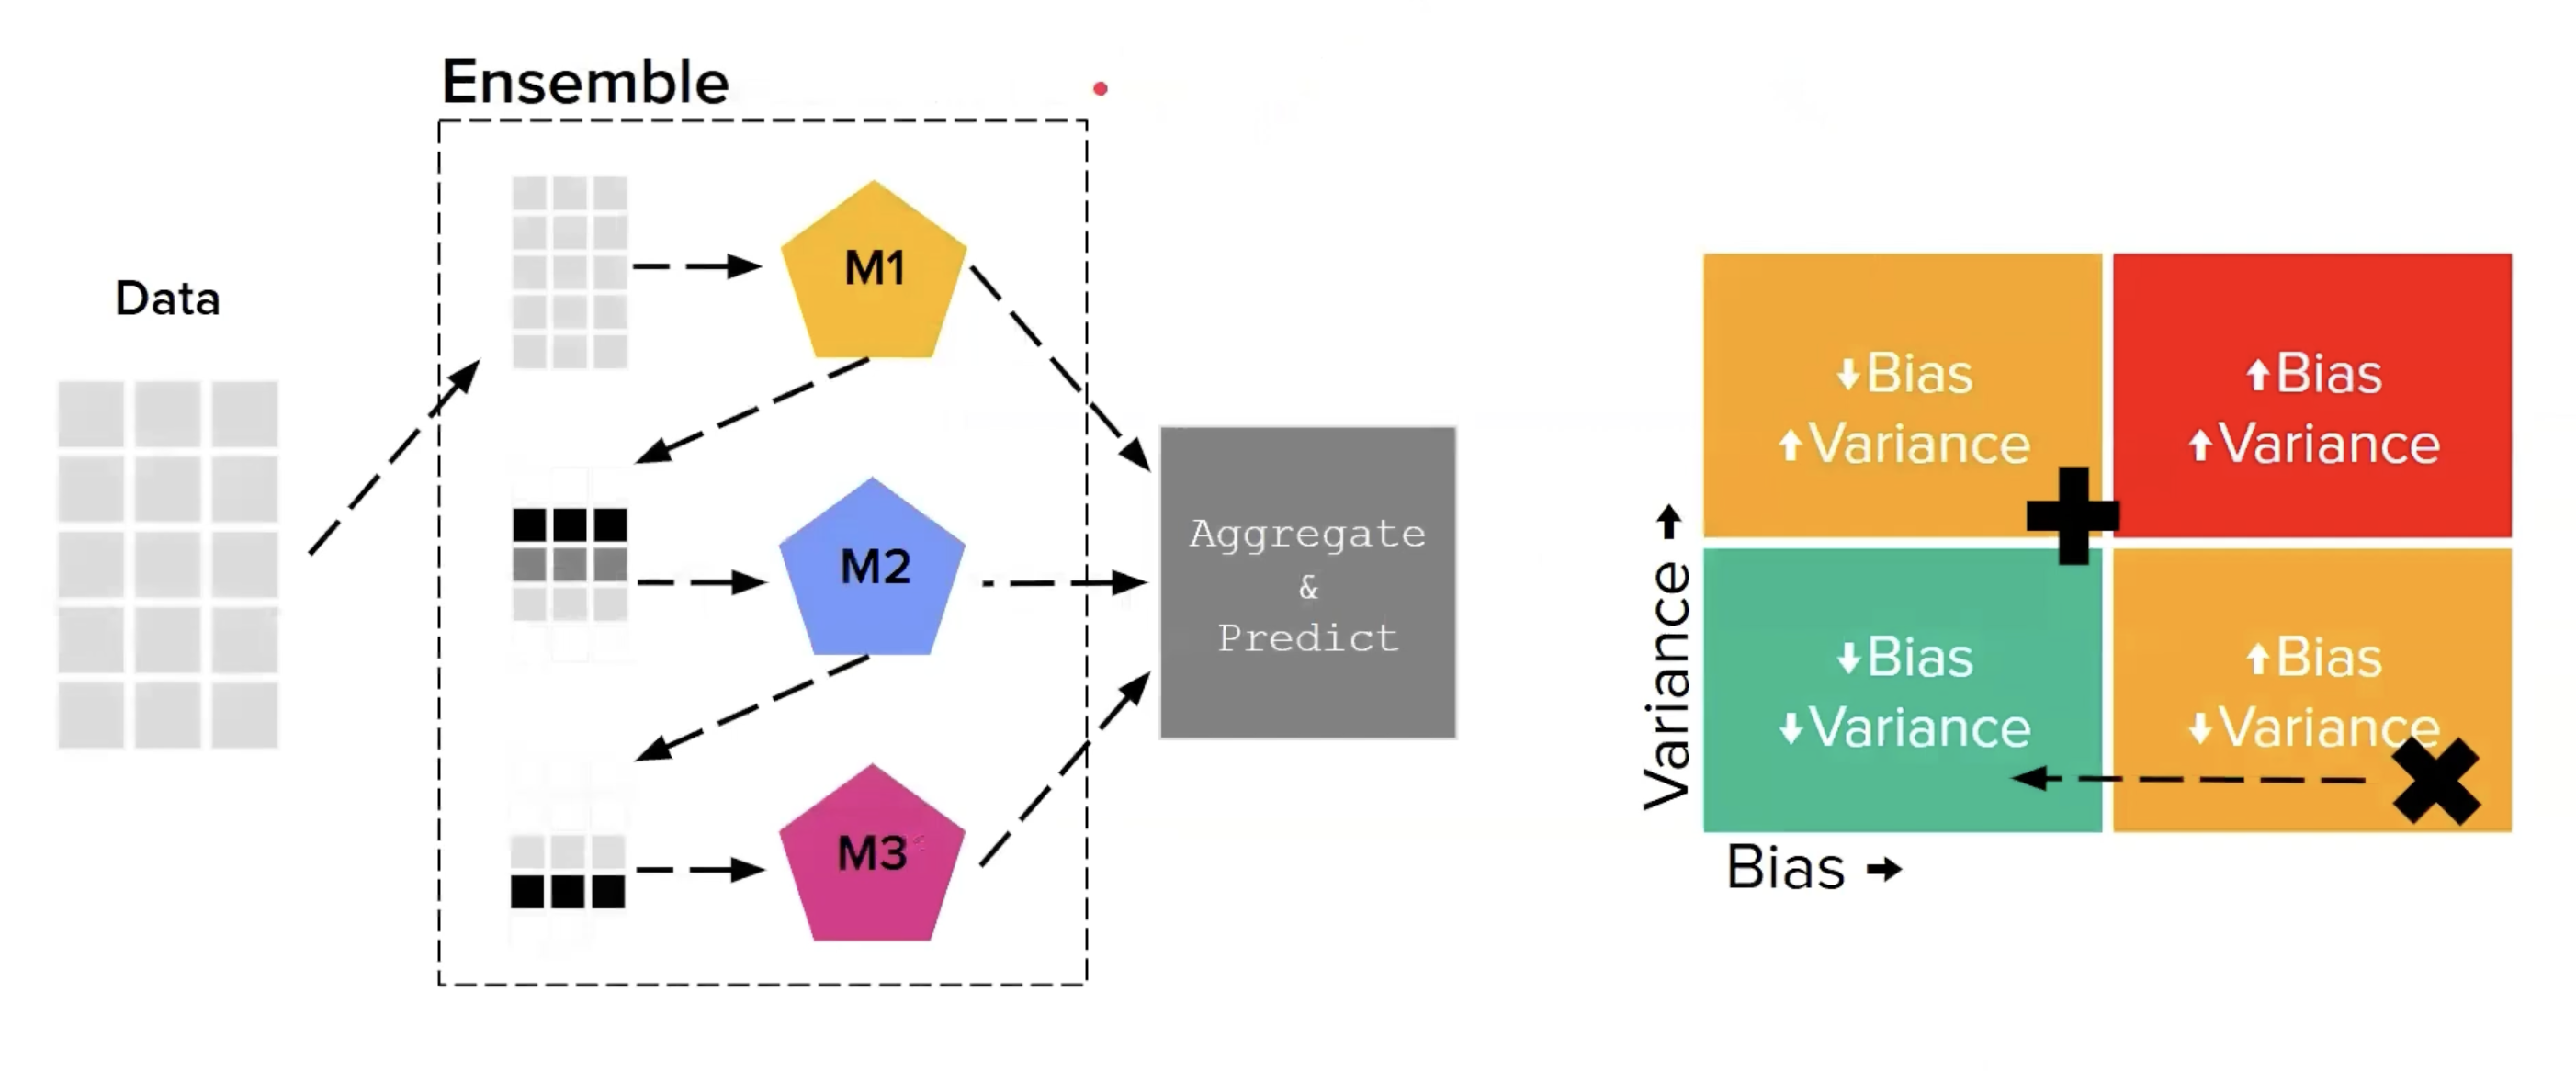 Ensemble
Data
M1
M2
M3
Aggregate
&
Predict
↓Bias
↑Variance
↑Bias
↑Variance
↓Bias
↓Variance
↑Bias
↓Variance
Variance →
Bias →